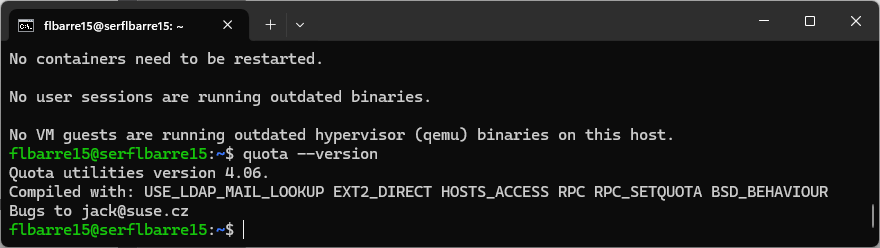 flbarre15@serflbarre15: ~
No containers need to be restarted.
No user sessions are running outdated binaries.
No VM guests are running outdated hypervisor (qemu) binaries on this host.
flbarre15@serflbarre15:~$ quota --version
Quota utilities version 4.06.
Compiled with: USE_LDAP_MAIL_LOOKUP EXT2_DIRECT HOSTS_ACCESS RPC RPC_SETQUOTA BSD_BEHAVIOUR
Bugs to jack@suse.cz
flbarre15@serflbarre15:~$